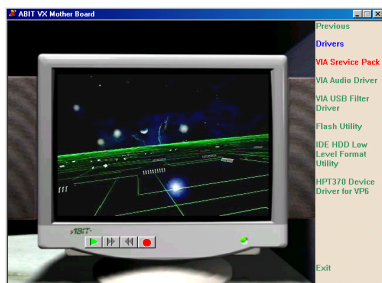 ABIT VX Mother Board
Previous
Drivers
VIA Srevice Pack
VIA Audio Driver
VIA USB Filter
Driver
Flash Utility
IDE HDD Low
Level Format
Utility
HPT370 Device
Driver for VP6
ABIT
Exit